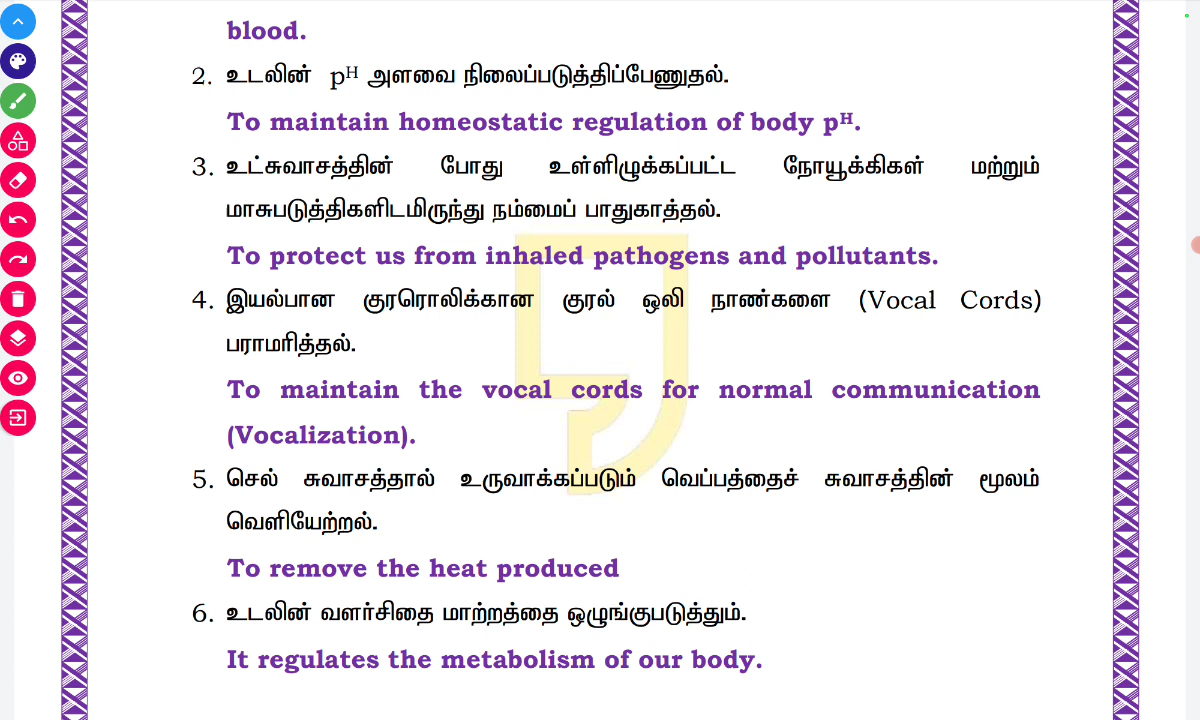 blood.
2. உடலின் pᴴ அளவை நிலைப்படுத்திப்பேணுதல்.
To maintain homeostatic regulation of body pᴴ.
3. உட்சுவாசத்தின் போது உள்ளிழுக்கப்பட்ட நோயூக்கிகள் மற்றும்
மாசுபடுத்திகளிடமிருந்து நம்மைப் பாதுகாத்தல்.
To protect us from inhaled pathogens and pollutants.
4. இயல்பான குரரொலிக்கான குரல் ஒலி நாண்களை (Vocal Cords)
பராமரித்தல்.
To maintain the vocal cords for normal communication
(Vocalization).
5. செல் சுவாசத்தால் உருவாக்கப்படும் வெப்பத்தைச் சுவாசத்தின் மூலம்
வெளியேற்றல்.
To remove the heat produced
6. உடலின் வளர்சிதை மாற்றத்தை ஒழுங்குபடுத்தும்.
It regulates the metabolism of our body.